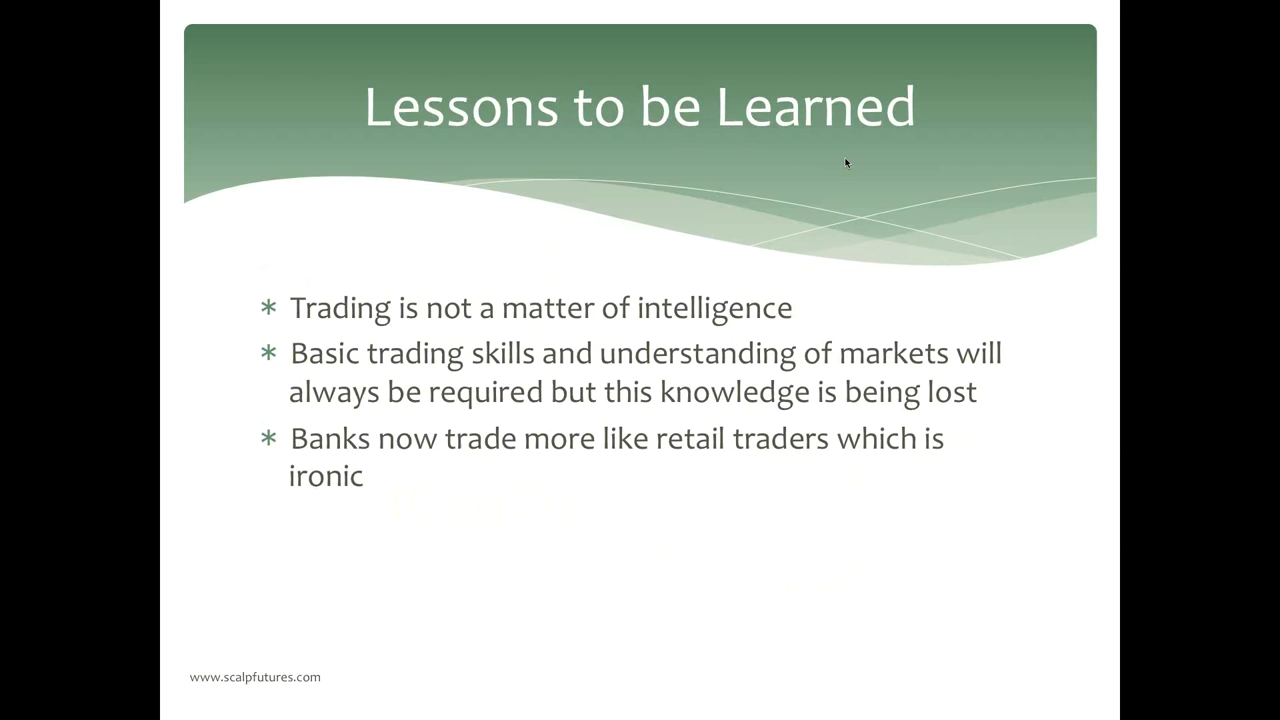 Lessons to be Learned
* Trading is not a matter of intelligence
* Basic trading skills and understanding of markets will
always be required but this knowledge is being lost
* Banks now trade more like retail traders which is
ironic
www.scalpfutures.com